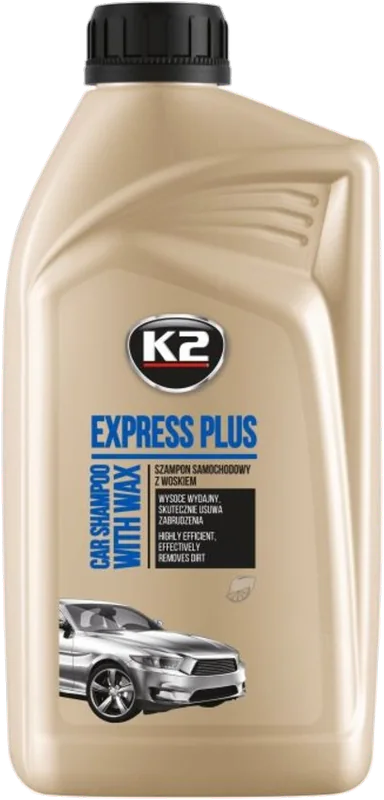 K2
EXPRESS PLUS
CAR SHAMPOO
WITH WAX
SZAMPON SAMOCHODOWY
Z WOSKIEM
WYSOCE WYDAJNY,
SKUTECZNIE USUWA
ZABRUDZENIA
HIGHLY EFFICIENT,
EFFECTIVELY
REMOVES DIRT